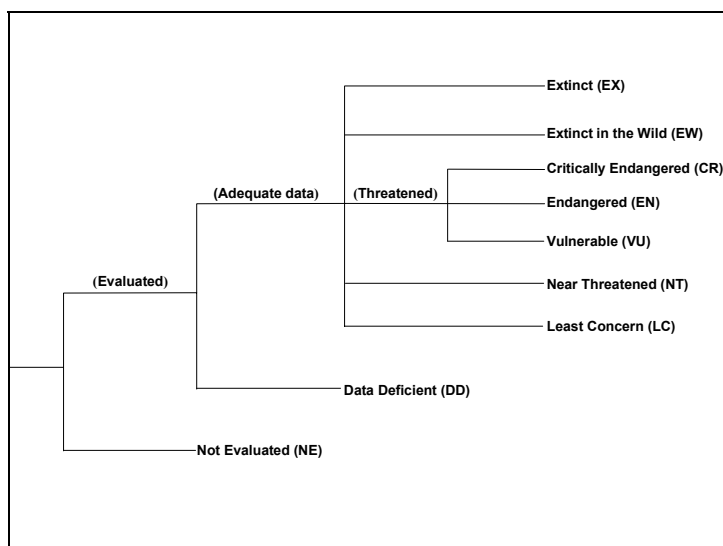 Extinct (EX)
Extinct in the Wild (EW)
Critically Endangered (CR)
(Adequate data)
(Threatened)
Endangered (EN)
Vulnerable (VU)
(Evaluated)
Near Threatened (NT)
Least Concern (LC)
Data Deficient (DD)
Not Evaluated (NE)